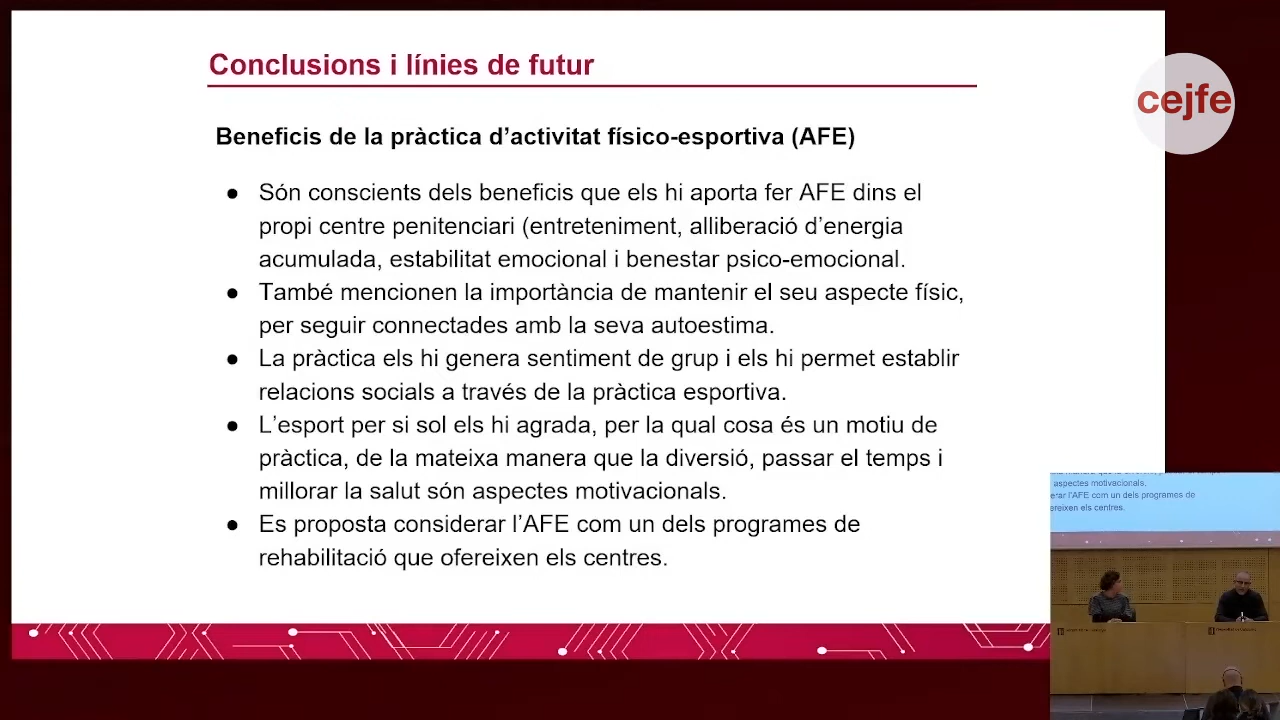 Conclusions i línies de futur
cejfe
Beneficis de la pràctica d’activitat físico-esportiva (AFE)
● Són conscients dels beneficis que els hi aporta fer AFE dins el
propi centre penitenciari (entreteniment, alliberació d’energia
acumulada, estabilitat emocional i benestar psico-emocional.
● També mencionen la importància de mantenir el seu aspecte físic,
per seguir connectades amb la seva autoestima.
● La pràctica els hi genera sentiment de grup i els hi permet establir
relacions socials a través de la pràctica esportiva.
● L’esport per si sol els hi agrada, per la qual cosa és un motiu de
pràctica, de la mateixa manera que la diversió, passar el temps i
millorar la salut són aspectes motivacionals.
● Es proposta considerar l’AFE com un dels programes de
rehabilitació que ofereixen els centres.
aspectes motivacionals.
erar l’AFE com un dels programes de
ereixen els centres.